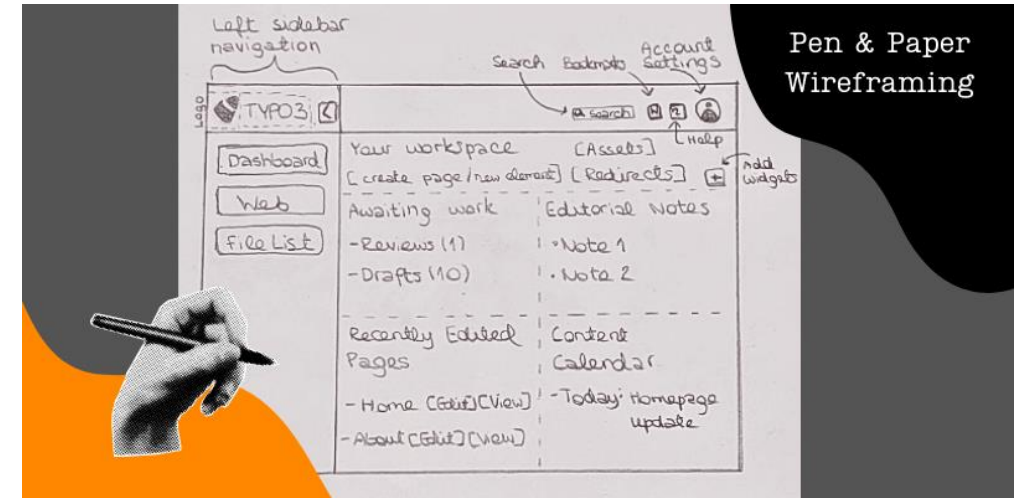 Left sidebar
navigation
Search Bookmarks Account
Settings
Pen & Paper
Wireframing
Logo
TYPO3
Search
Help
Add
widgets
Dashboard
Web
File List
Your workspace [Assets]
[create page/new element] [Redirects]
Awaiting work
-Reviews (1)
-Drafts (10)
Editorial Notes
•Note 1
•Note 2
Recently Edited
Pages
-Home [Edit][View]
-About [Edit][View]
Content
Calendar
-Today: Homepage
update